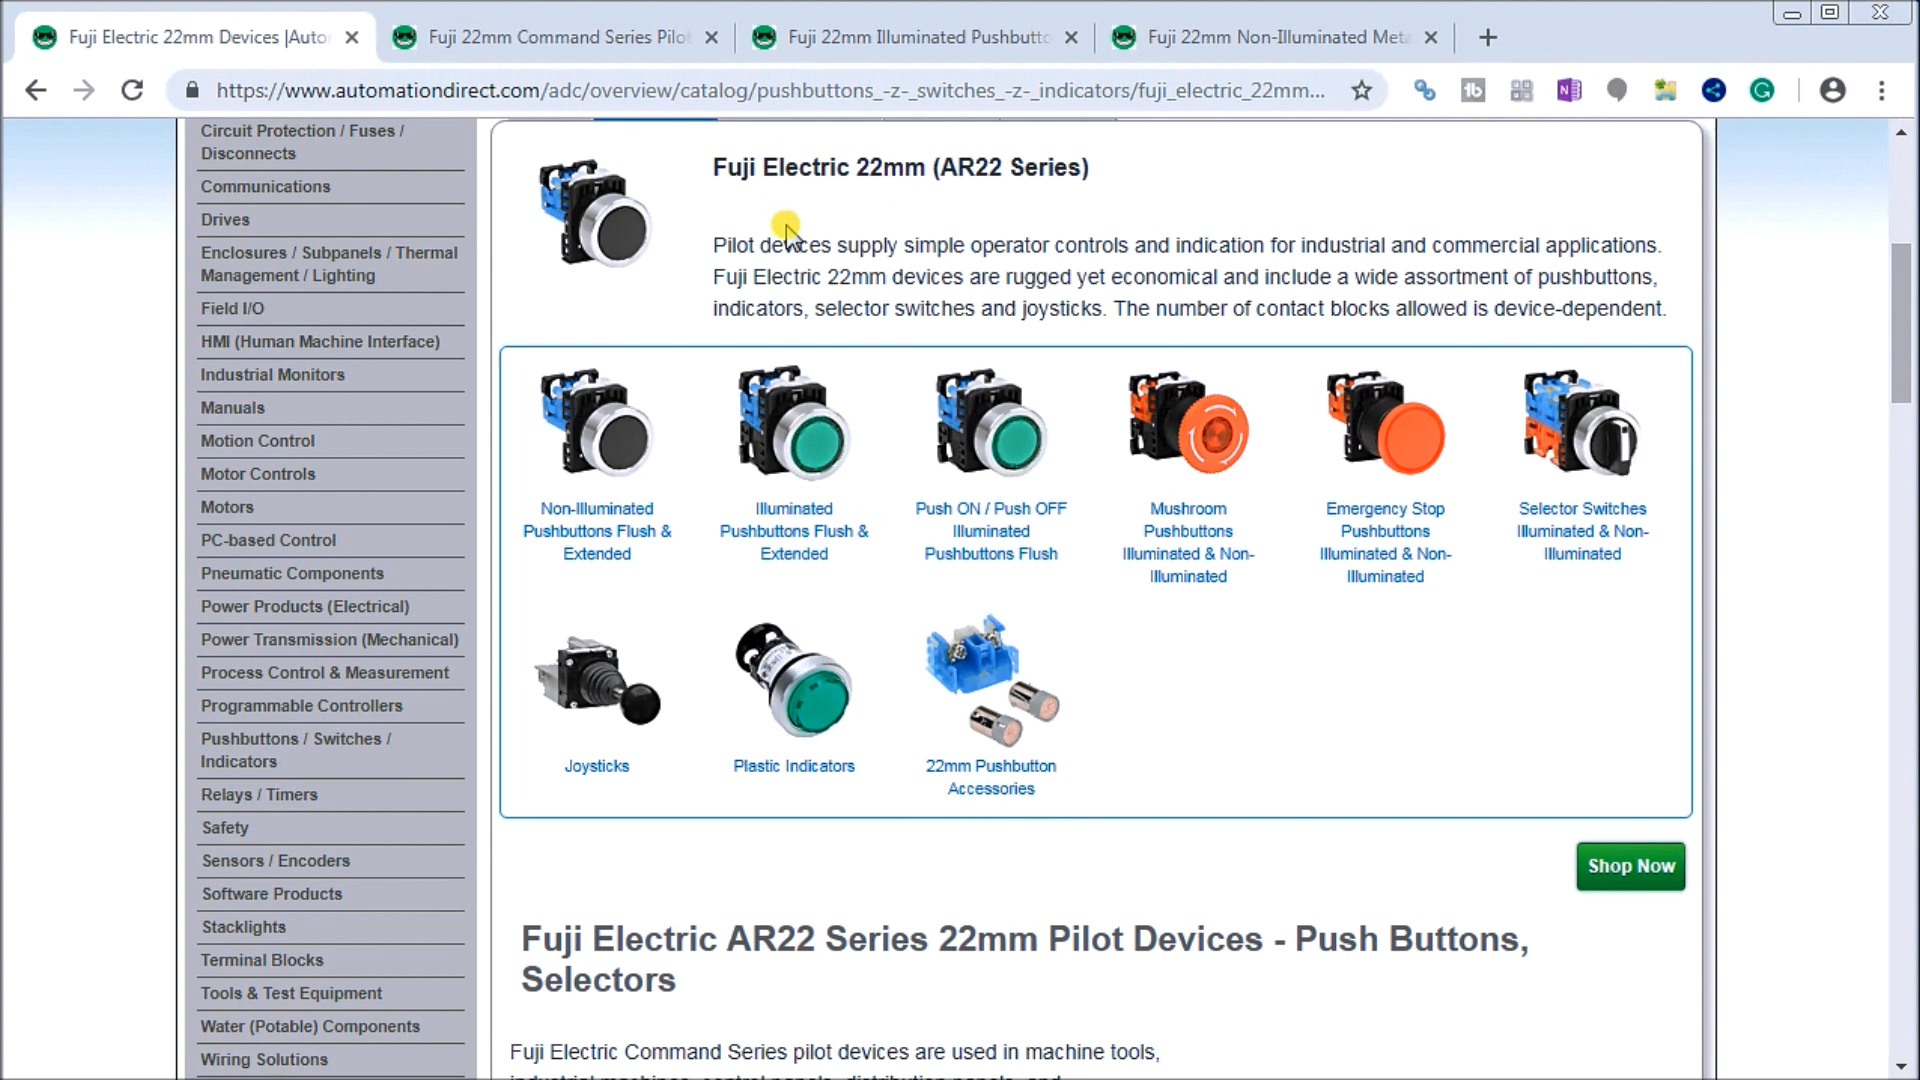 Fuji Electric 22mm Devices |Auto
Fuji 22mm Command Series Pilot
Fuji 22mm Illuminated Pushbutto
Fuji 22mm Non-Illuminated Meta
https://www.automationdirect.com/adc/overview/catalog/pushbuttons_-z-_switches_-z-_indicators/fuji_electric_22mm...
Circuit Protection / Fuses /
Disconnects
Communications
Drives
Enclosures / Subpanels / Thermal
Management / Lighting
Field I/O
HMI (Human Machine Interface)
Industrial Monitors
Manuals
Motion Control
Motor Controls
Motors
PC-based Control
Pneumatic Components
Power Products (Electrical)
Power Transmission (Mechanical)
Process Control & Measurement
Programmable Controllers
Pushbuttons / Switches /
Indicators
Relays / Timers
Safety
Sensors / Encoders
Software Products
Stacklights
Terminal Blocks
Tools & Test Equipment
Water (Potable) Components
Wiring Solutions
Fuji Electric 22mm (AR22 Series)
Pilot devices supply simple operator controls and indication for industrial and commercial applications.
Fuji Electric 22mm devices are rugged yet economical and include a wide assortment of pushbuttons,
indicators, selector switches and joysticks. The number of contact blocks allowed is device-dependent.
Non-Illuminated
Pushbuttons Flush &
Extended
Illuminated
Pushbuttons Flush &
Extended
Push ON / Push OFF
Illuminated
Pushbuttons Flush
Mushroom
Pushbuttons
Illuminated & Non-
Illuminated
Emergency Stop
Pushbuttons
Illuminated & Non-
Illuminated
Selector Switches
Illuminated & Non-
Illuminated
Joysticks
Plastic Indicators
22mm Pushbutton
Accessories
Shop Now
Fuji Electric AR22 Series 22mm Pilot Devices - Push Buttons,
Selectors
Fuji Electric Command Series pilot devices are used in machine tools,